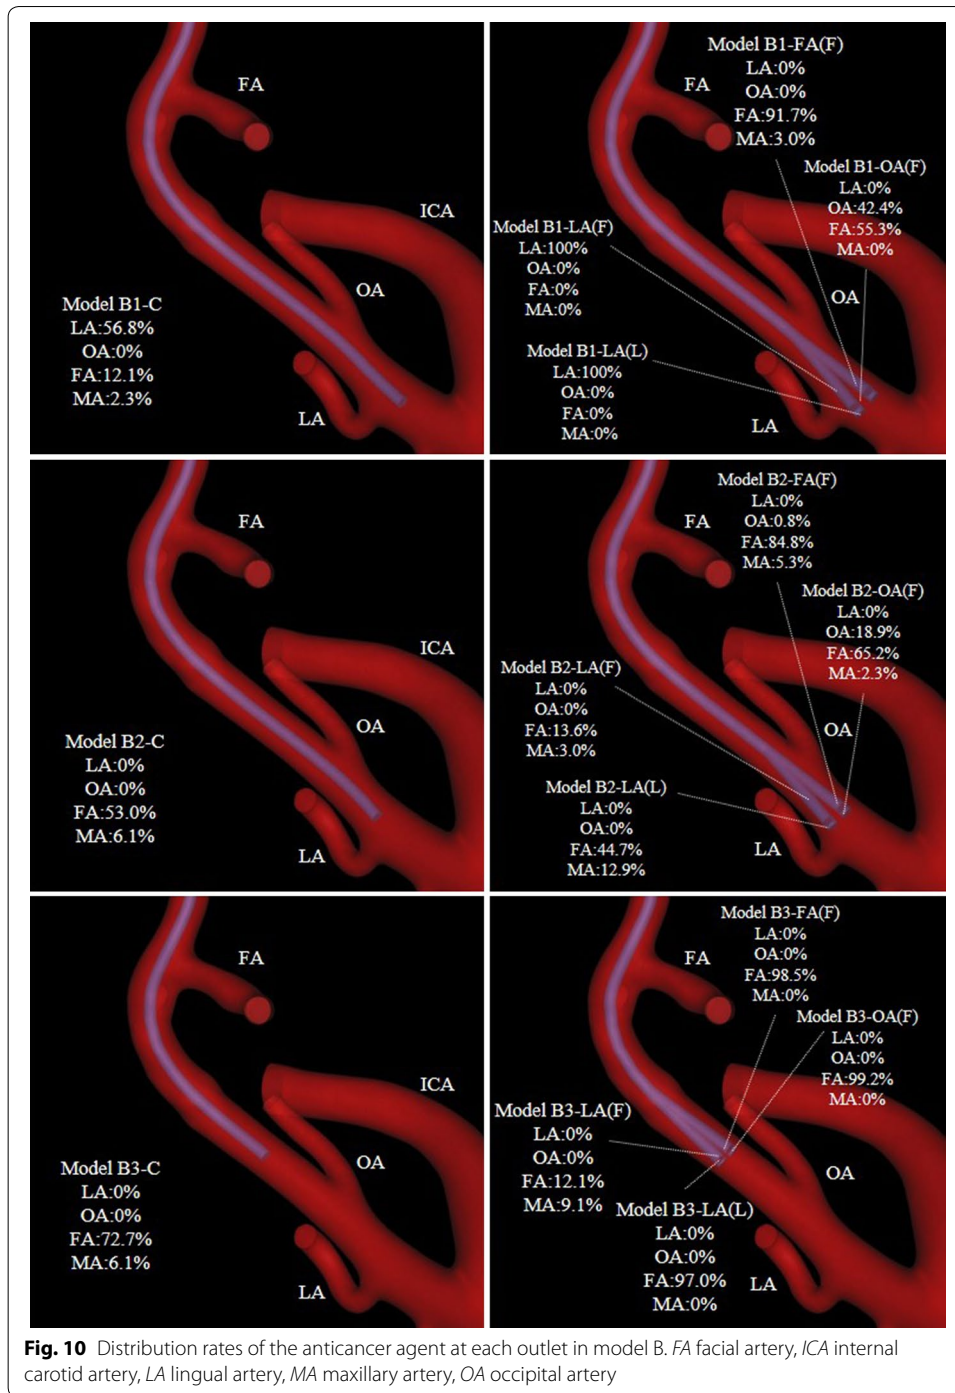 FA
ICA
OA
Model B1-C
LA:56.8%
OA:0%
FA:12.1%
MA:2.3%
LA
Model B1-FA(F)
LA:0%
OA:0%
FA:91.7%
MA:3.0%
FA
Model B1-OA(F)
LA:0%
OA:42.4%
FA:55.3%
MA:0%
Model B1-LA(F)
LA:100%
OA:0%
FA:0%
MA:0%
OA
Model B1-LA(L)
LA:100%
OA:0%
FA:0%
MA:0%
LA
FA
ICA
OA
Model B2-C
LA:0%
OA:0%
FA:53.0%
MA:6.1%
LA
Model B2-FA(F)
LA:0%
OA:0.8%
FA:84.8%
MA:5.3%
FA
Model B2-OA(F)
LA:0%
OA:18.9%
FA:65.2%
MA:2.3%
Model B2-LA(F)
LA:0%
OA:0%
FA:13.6%
MA:3.0%
OA
Model B2-LA(L)
LA:0%
OA:0%
FA:44.7%
MA:12.9%
LA
FA
ICA
OA
Model B3-C
LA:0%
OA:0%
FA:72.7%
MA:6.1%
LA
Model B3-FA(F)
LA:0%
OA:0%
FA:98.5%
MA:0%
FA
Model B3-OA(F)
LA:0%
OA:0%
FA:99.2%
MA:0%
Model B3-LA(F)
LA:0%
OA:0%
FA:12.1%
MA:9.1%
OA
Model B3-LA(L)
LA:0%
OA:0%
FA:97.0%
MA:0%
LA
Fig. 10 Distribution rates of the anticancer agent at each outlet in model B. FA facial artery, ICA internal
carotid artery, LA lingual artery, MA maxillary artery, OA occipital artery